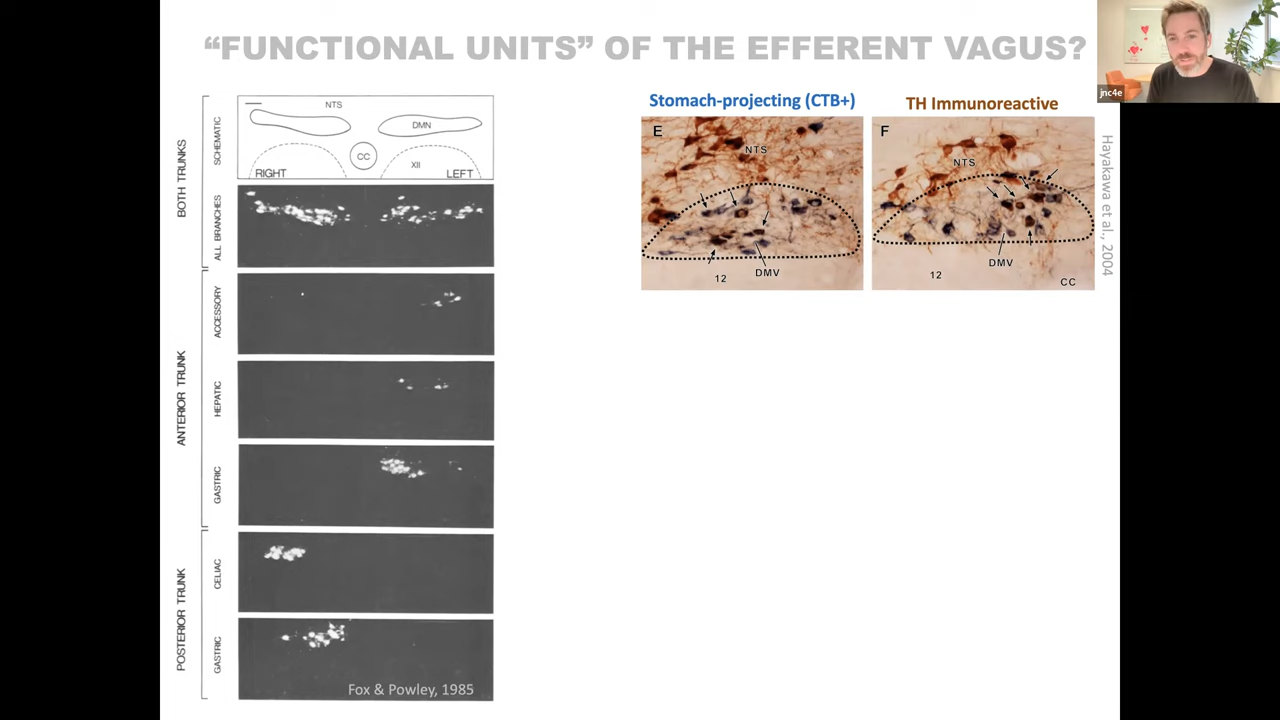 “FUNCTIONAL UNITS” OF THE EFFERENT VAGUS?
jnc4e
BOTH TRUNKS
SCHEMATIC
NTS
DMN
CC
XII
RIGHT
LEFT
ALL BRANCHES
ANTERIOR TRUNK
ACCESSORY
HEPATIC
GASTRIC
POSTERIOR TRUNK
CELIAC
GASTRIC
Fox & Powley, 1985
Stomach-projecting (CTB+)
E
NTS
DMV
12
TH Immunoreactive
F
NTS
DMV
12
CC
Hayakawa et al., 2004